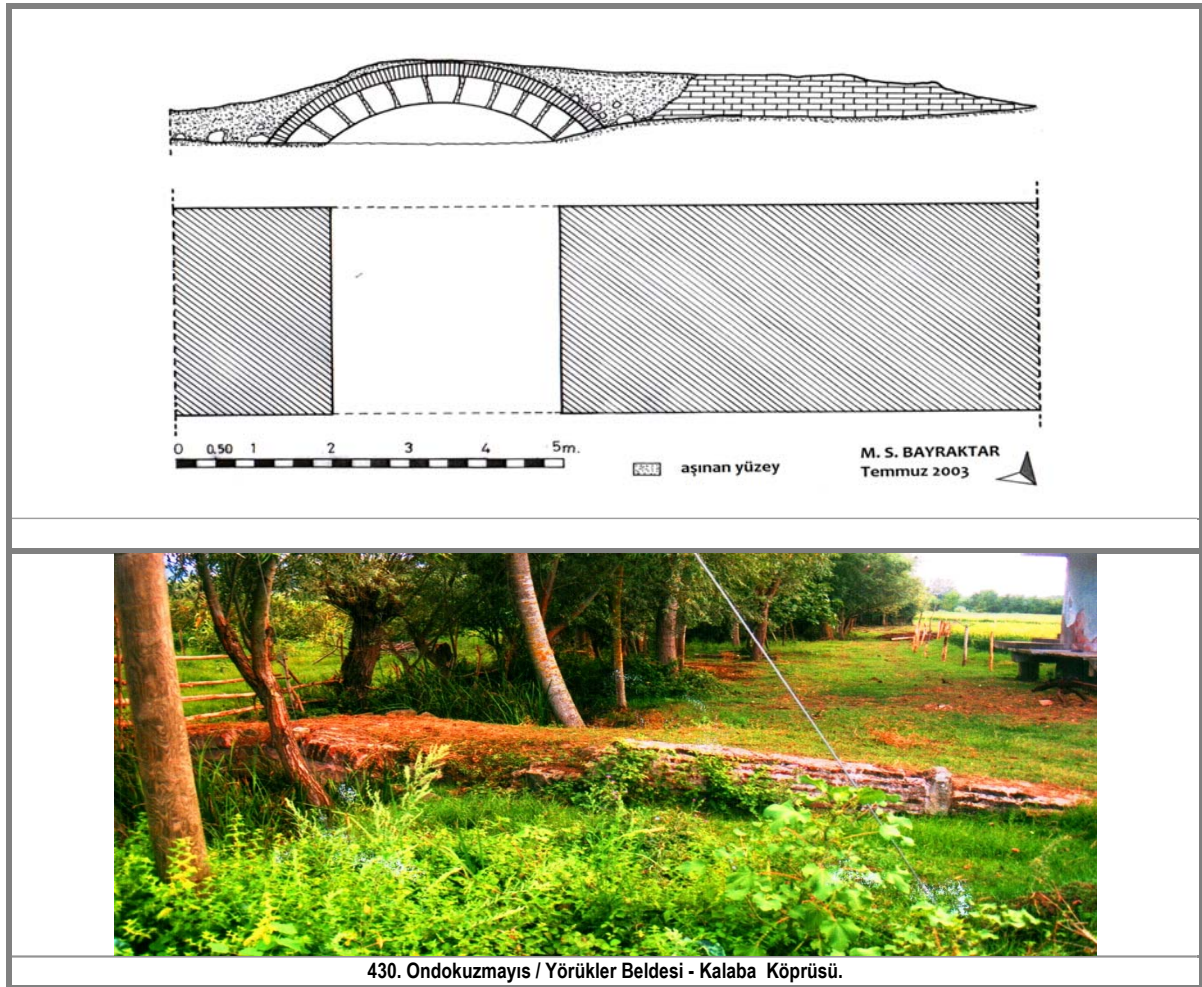 0 0.50 1 2 3 4 5m.
aşınan yüzey
M. S. BAYRAKTAR
Temmuz 2003
430. Ondokuzmayıs / Yörükler Beldesi - Kalaba Köprüsü.